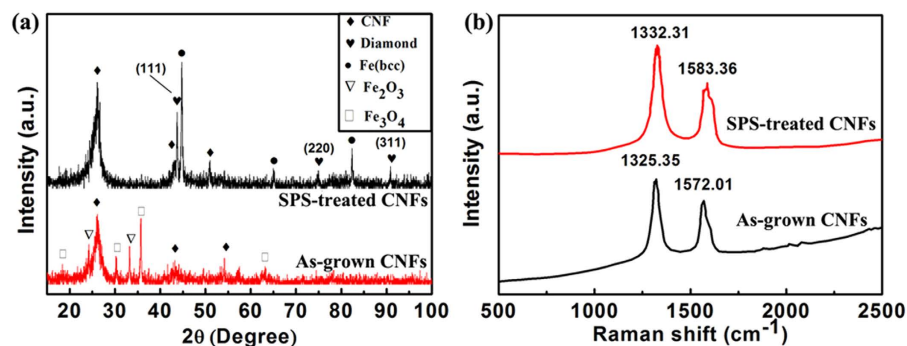 (a)
♦ CNF
♥ Diamond
● Fe(bcc)
▽ Fe₂O₃
□ Fe₃O₄
(111)
(220)
(311)
SPS-treated CNFs
As-grown CNFs
Intensity (a.u.)
15 20 30 40 50 60 70 80 90 100
2θ (Degree)
(b)
1332.31
1583.36
SPS-treated CNFs
1325.35
1572.01
As-grown CNFs
Intensity (a.u.)
500 1000 1500 2000 2500
Raman shift (cm⁻¹)